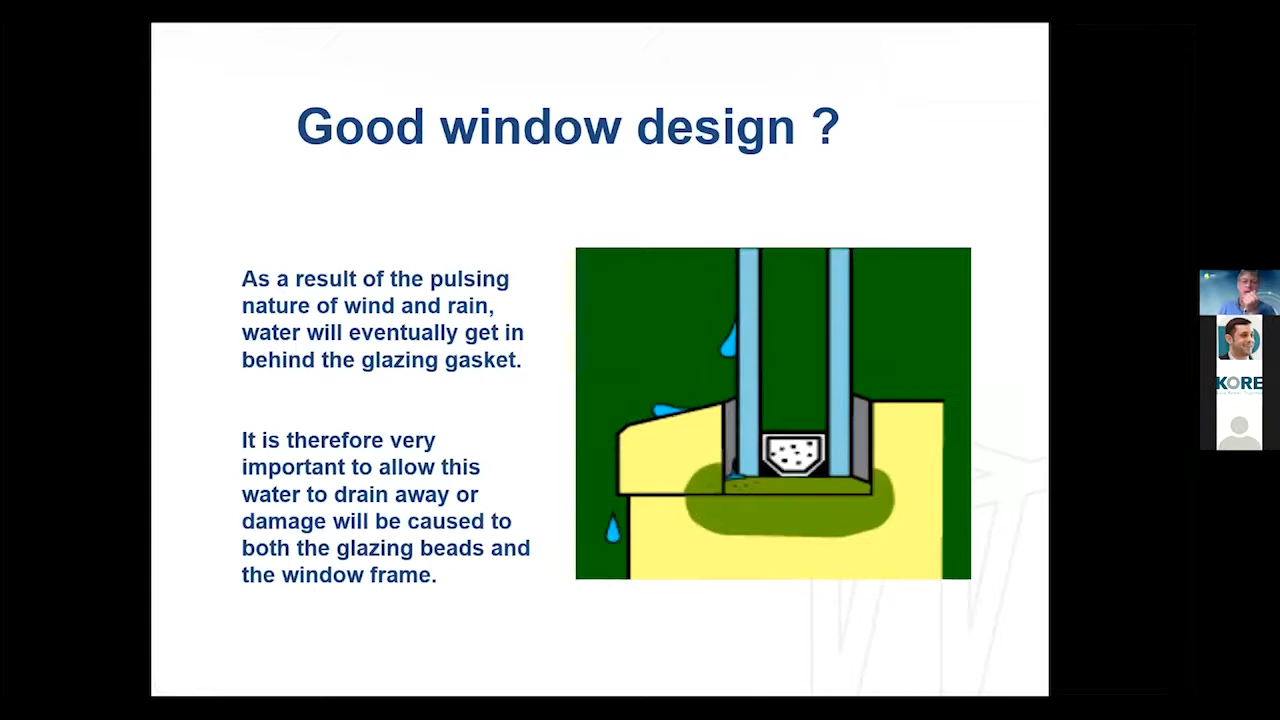 Good window design ?
As a result of the pulsing
nature of wind and rain,
water will eventually get in
behind the glazing gasket.
It is therefore very
important to allow this
water to drain away or
damage will be caused to
both the glazing beads and
the window frame.
KORE